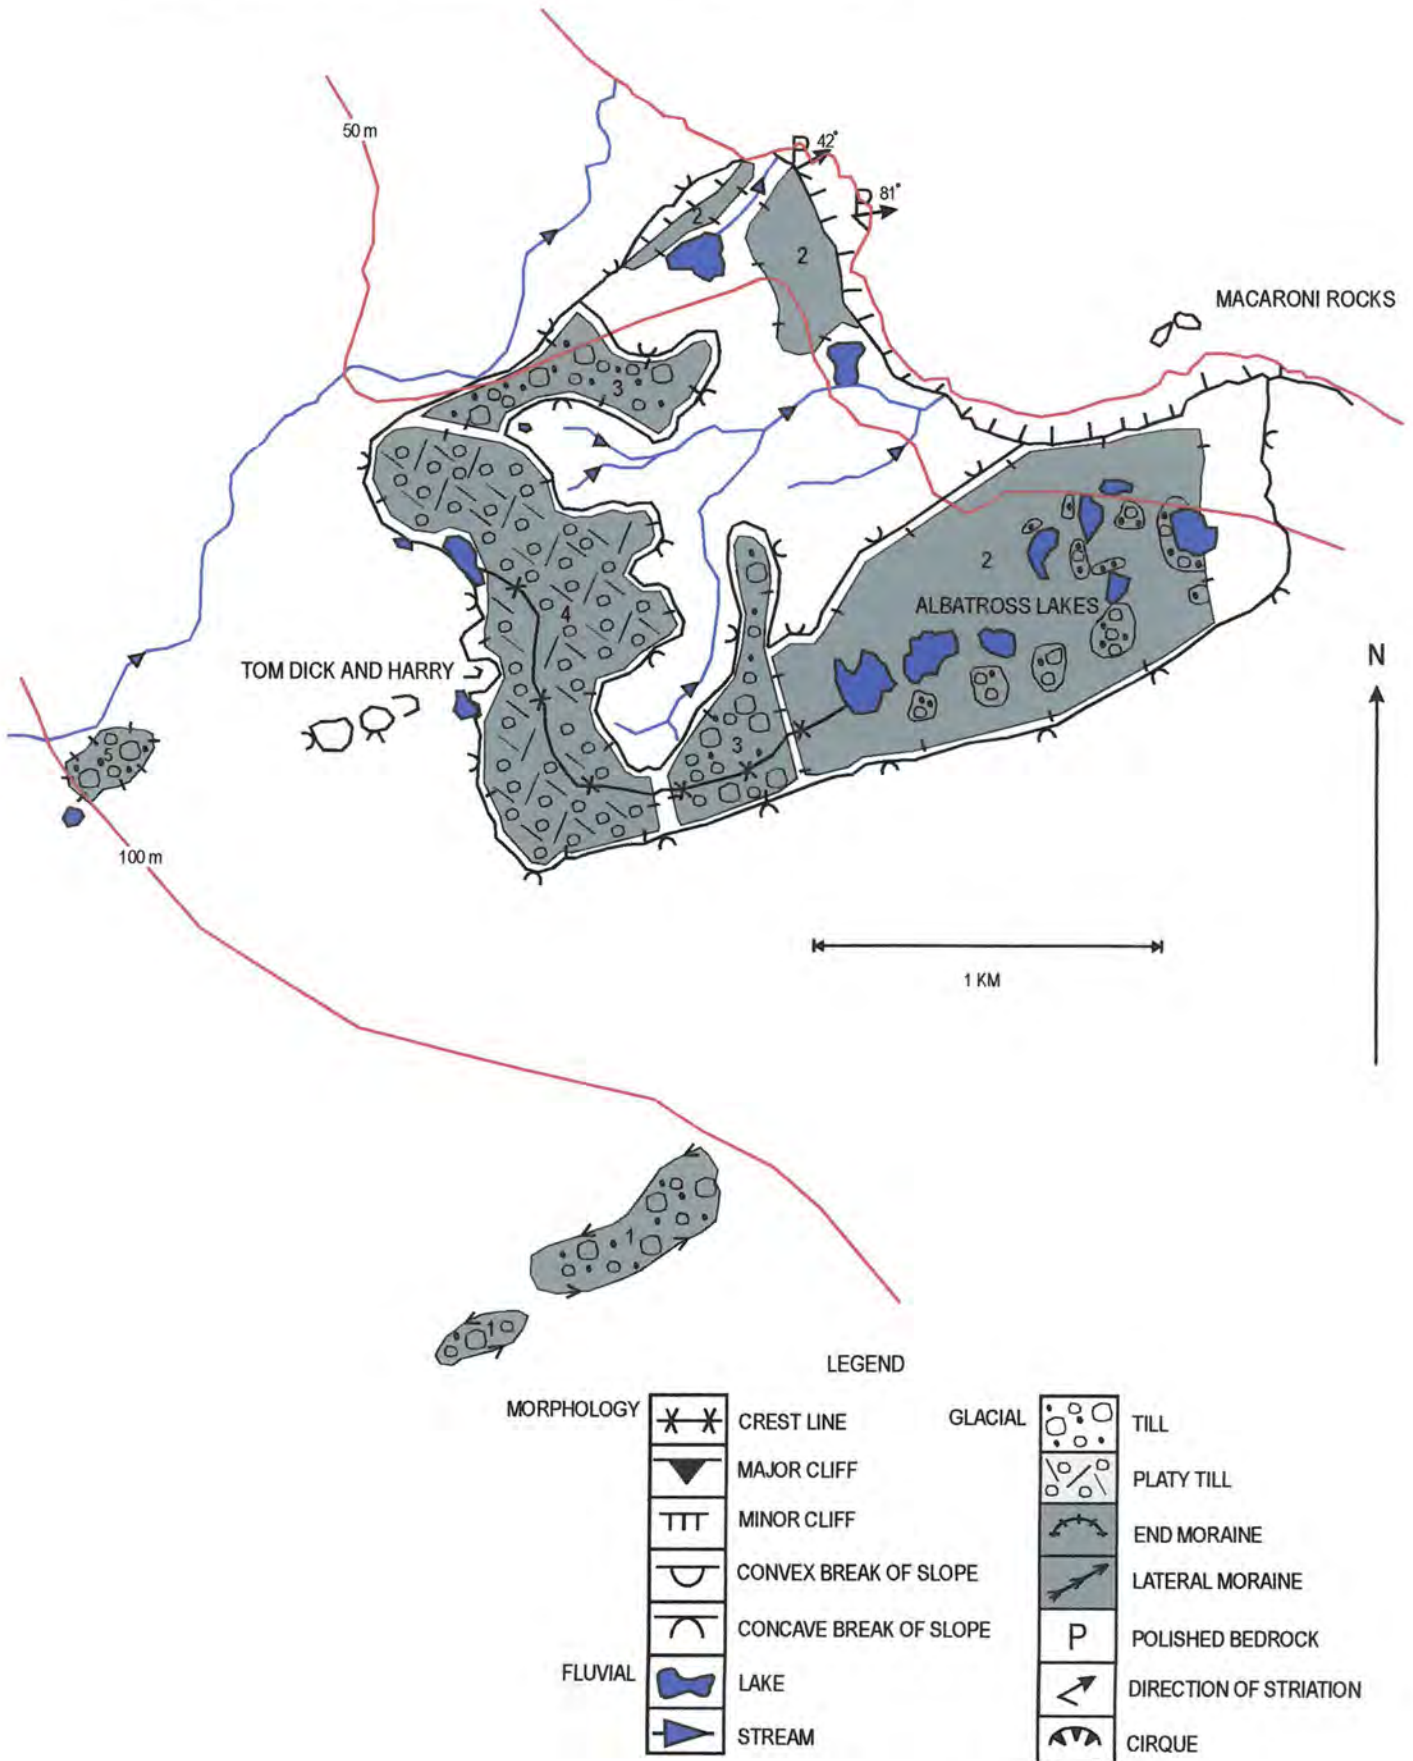 50 m
P 42°
P 81°
2
2
MACARONI ROCKS
3
2
ALBATROSS LAKES
4
TOM DICK AND HARRY
N
5
3
100 m
1 KM
1
1
LEGEND
MORPHOLOGY
CREST LINE
MAJOR CLIFF
MINOR CLIFF
CONVEX BREAK OF SLOPE
CONCAVE BREAK OF SLOPE
FLUVIAL
LAKE
STREAM
GLACIAL
TILL
PLATY TILL
END MORAINE
LATERAL MORAINE
P
POLISHED BEDROCK
DIRECTION OF STRIATION
CIRQUE